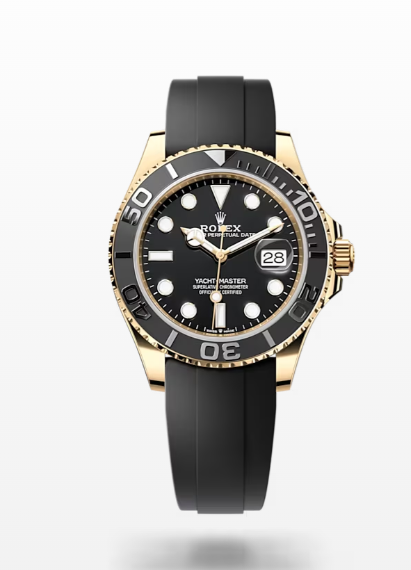 10
20
30
40
50
ROLEX
PERPETUAL DATE
28
YACHT-MASTER
SUPERLATIVE CHRONOMETER
OFFICIALLY CERTIFIED